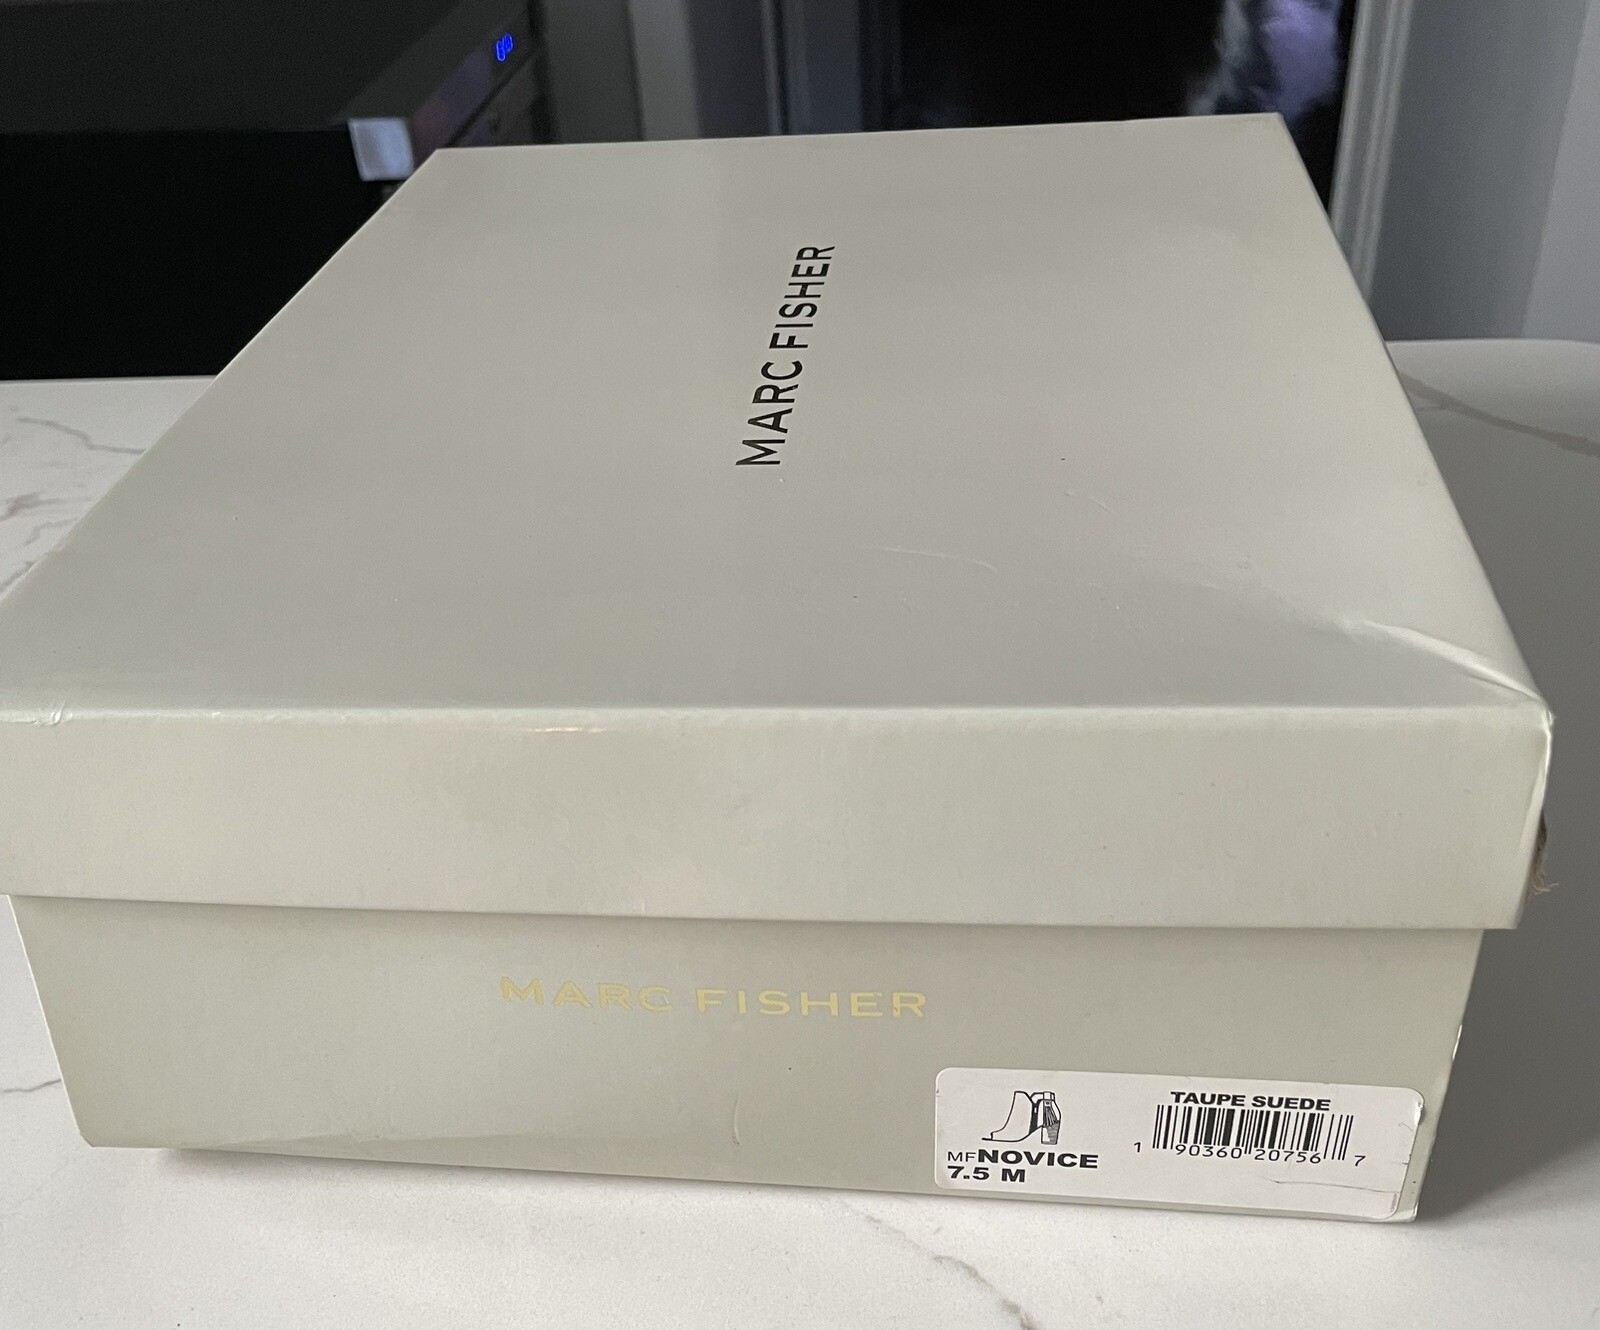 MARC FISHER
MARC FISHER
TAUPE SUEDE
1 90360 20756 7
MFNOVICE
7.5 M